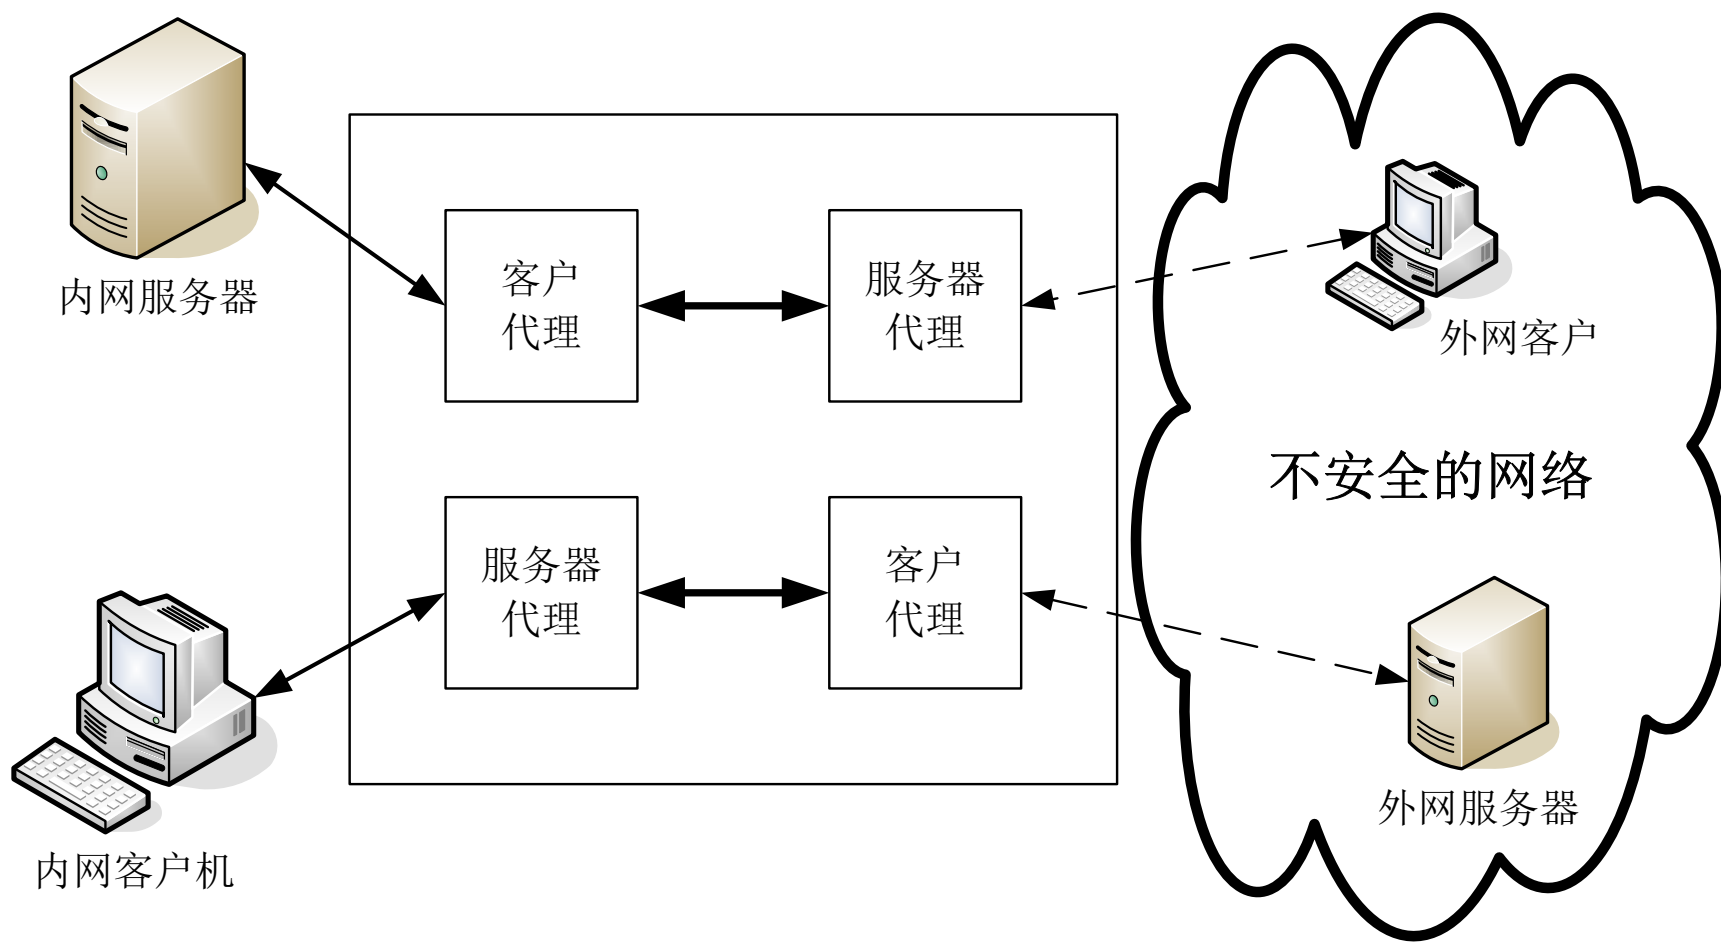 内网服务器
客户
代理
服务器
代理
外网客户
不安全的网络
服务器
代理
客户
代理
外网服务器
内网客户机